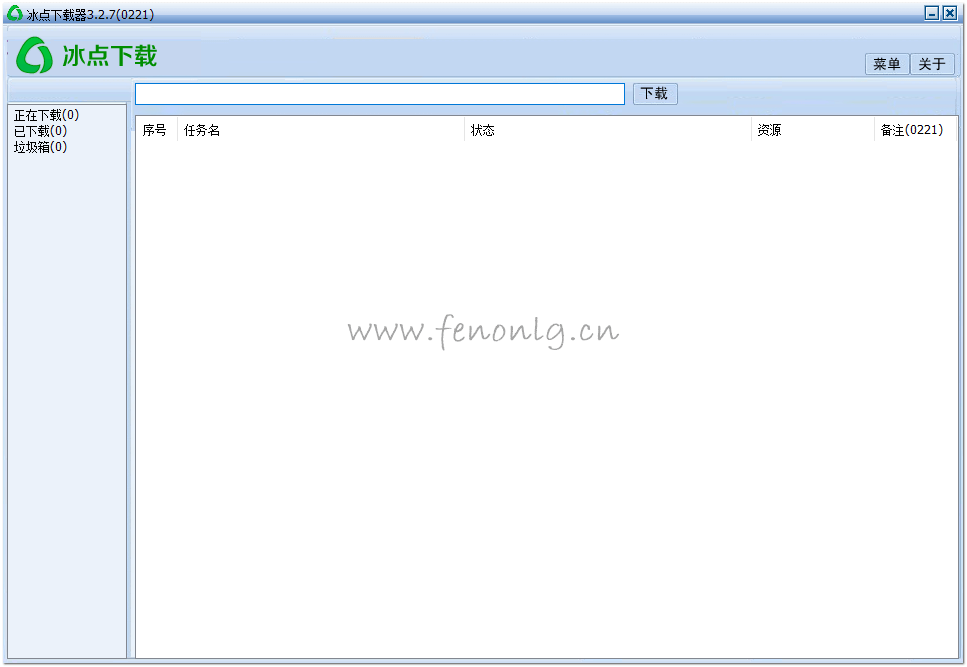 冰点下载器3.2.7(0221)
冰点下载
菜单 关于
下载
正在下载(0)
已下载(0)
垃圾箱(0)
序号 任务名 状态 资源 备注(0221)
www.fenonlg.cn